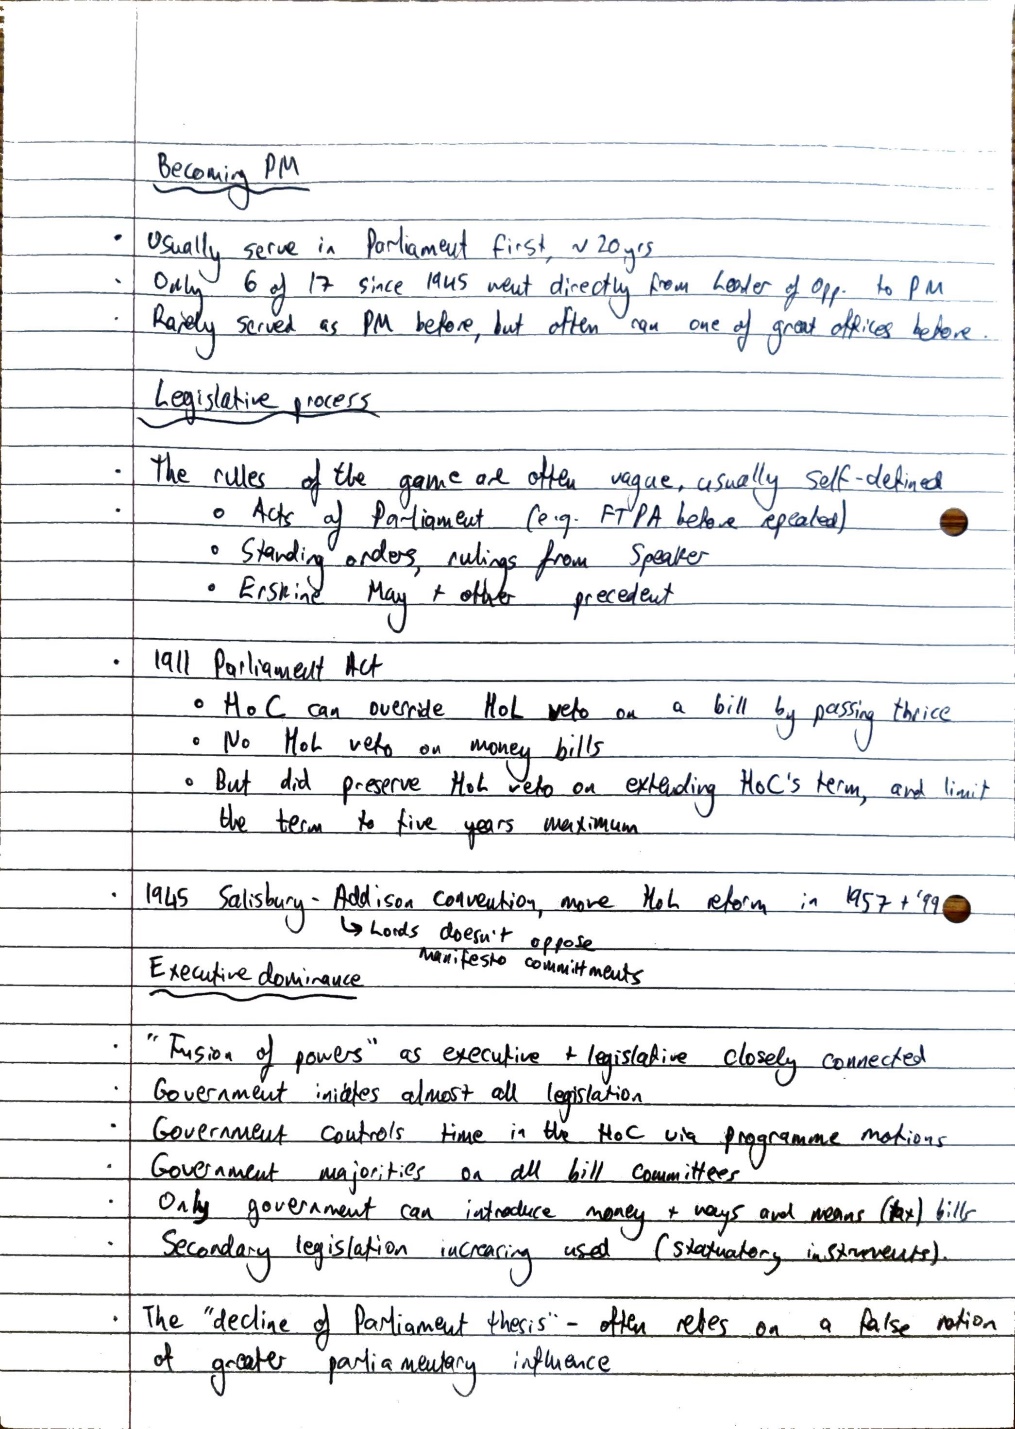 Becoming PM
· Usually serve in Parliament first, ~20yrs
· Only 6 of 17 since 1945 went directly from Leader of Opp. to PM
· Rarely served as PM before, but often ran one of great offices before.
Legislative process
· The rules of the game are often vague, usually self-defined
· o Acts of Parliament (e.g. FTPA before repealed)
o Standing orders, rulings from Speaker
o Erskine May + other precedent
· 1911 Parliament Act
o HoC can override HoL veto on a bill by passing thrice
o No HoL veto on money bills
o But did preserve HoL veto on extending HoC's term, and limit
the term to five years maximum
· 1945 Salisbury-Addison convention, more HoL reform in 1957 + '99
↳ Lords doesn't oppose
manifesto committments
Executive dominance
· "Fusion of powers" as executive + legislative closely connected
· Government iniates almost all legislation
· Government controls time in the HoC via programme motions
· Government majorities on all bill committees
· Only government can introduce money + ways and means (tax) bills
· Secondary legislation increasing used (statuatory instruments).
· The "decline of Parliament thesis" - often relies on a false notion
of greater parliamentary influence